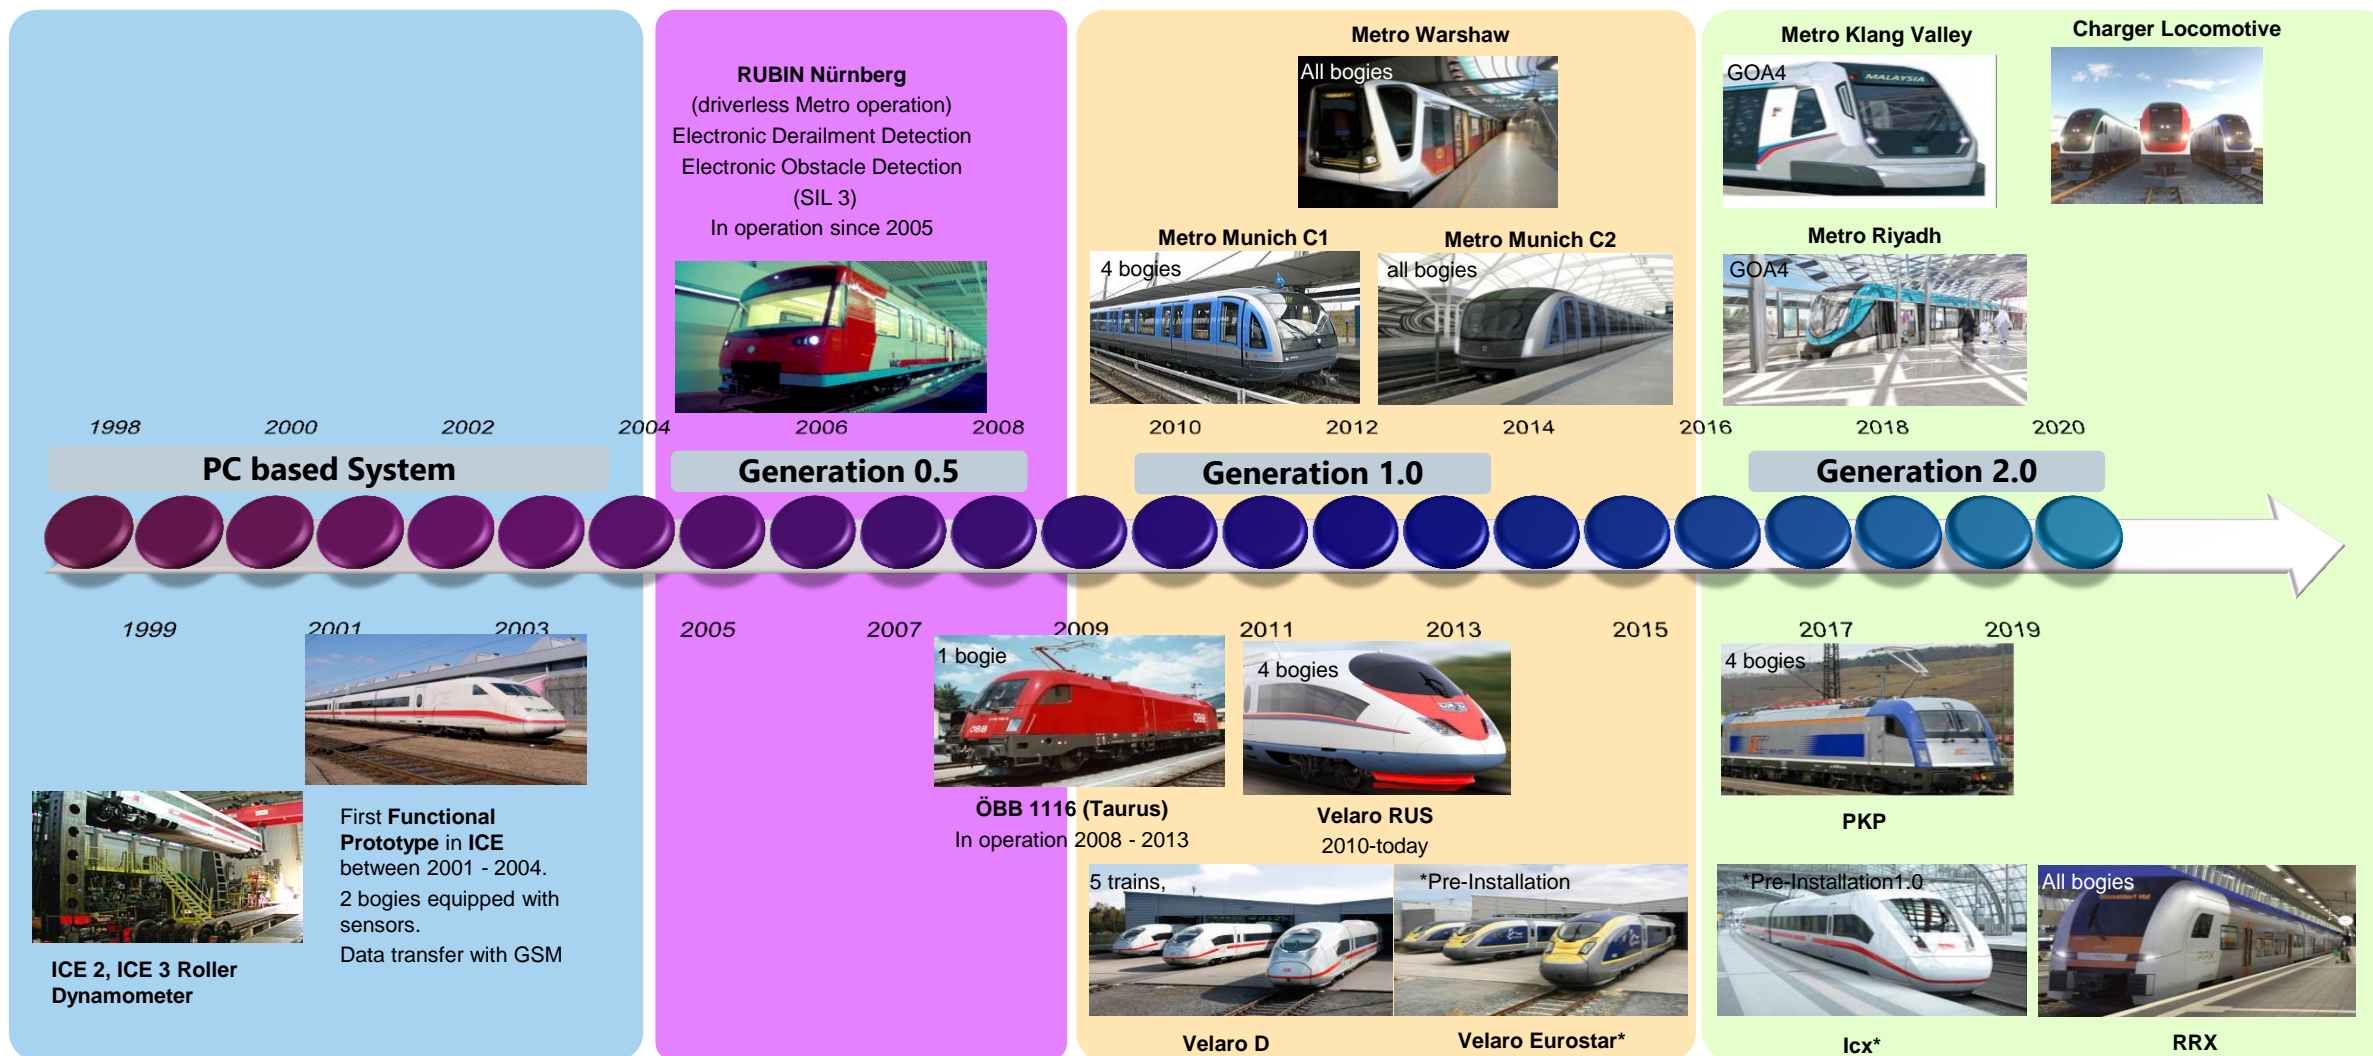 Metro Warshaw
All bogies
Metro Klang Valley
GOA4
MALAYSIA
Charger Locomotive
RUBIN Nürnberg
(driverless Metro operation)
Electronic Derailment Detection
Electronic Obstacle Detection
(SIL 3)
In operation since 2005
Metro Munich C1
4 bogies
Metro Munich C2
all bogies
Metro Riyadh
GOA4
1998 2000 2002 2004 2006 2008 2010 2012 2014 2016 2018 2020
PC based System
Generation 0.5
Generation 1.0
Generation 2.0
1999 2001 2003 2005 2007 2009 2011 2013 2015 2017 2019
ICE 2, ICE 3 Roller
Dynamometer
First Functional
Prototype in ICE
between 2001 - 2004.
2 bogies equipped with
sensors.
Data transfer with GSM
1 bogie
ÖBB
ÖBB
ÖBB 1116 (Taurus)
In operation 2008 - 2013
4 bogies
Velaro RUS
2010-today
4 bogies
PKP
5 trains,
Velaro D
*Pre-Installation
Velaro Eurostar*
*Pre-Installation1.0
Icx*
All bogies
Düsseldorf Hbf
RRX
RRX